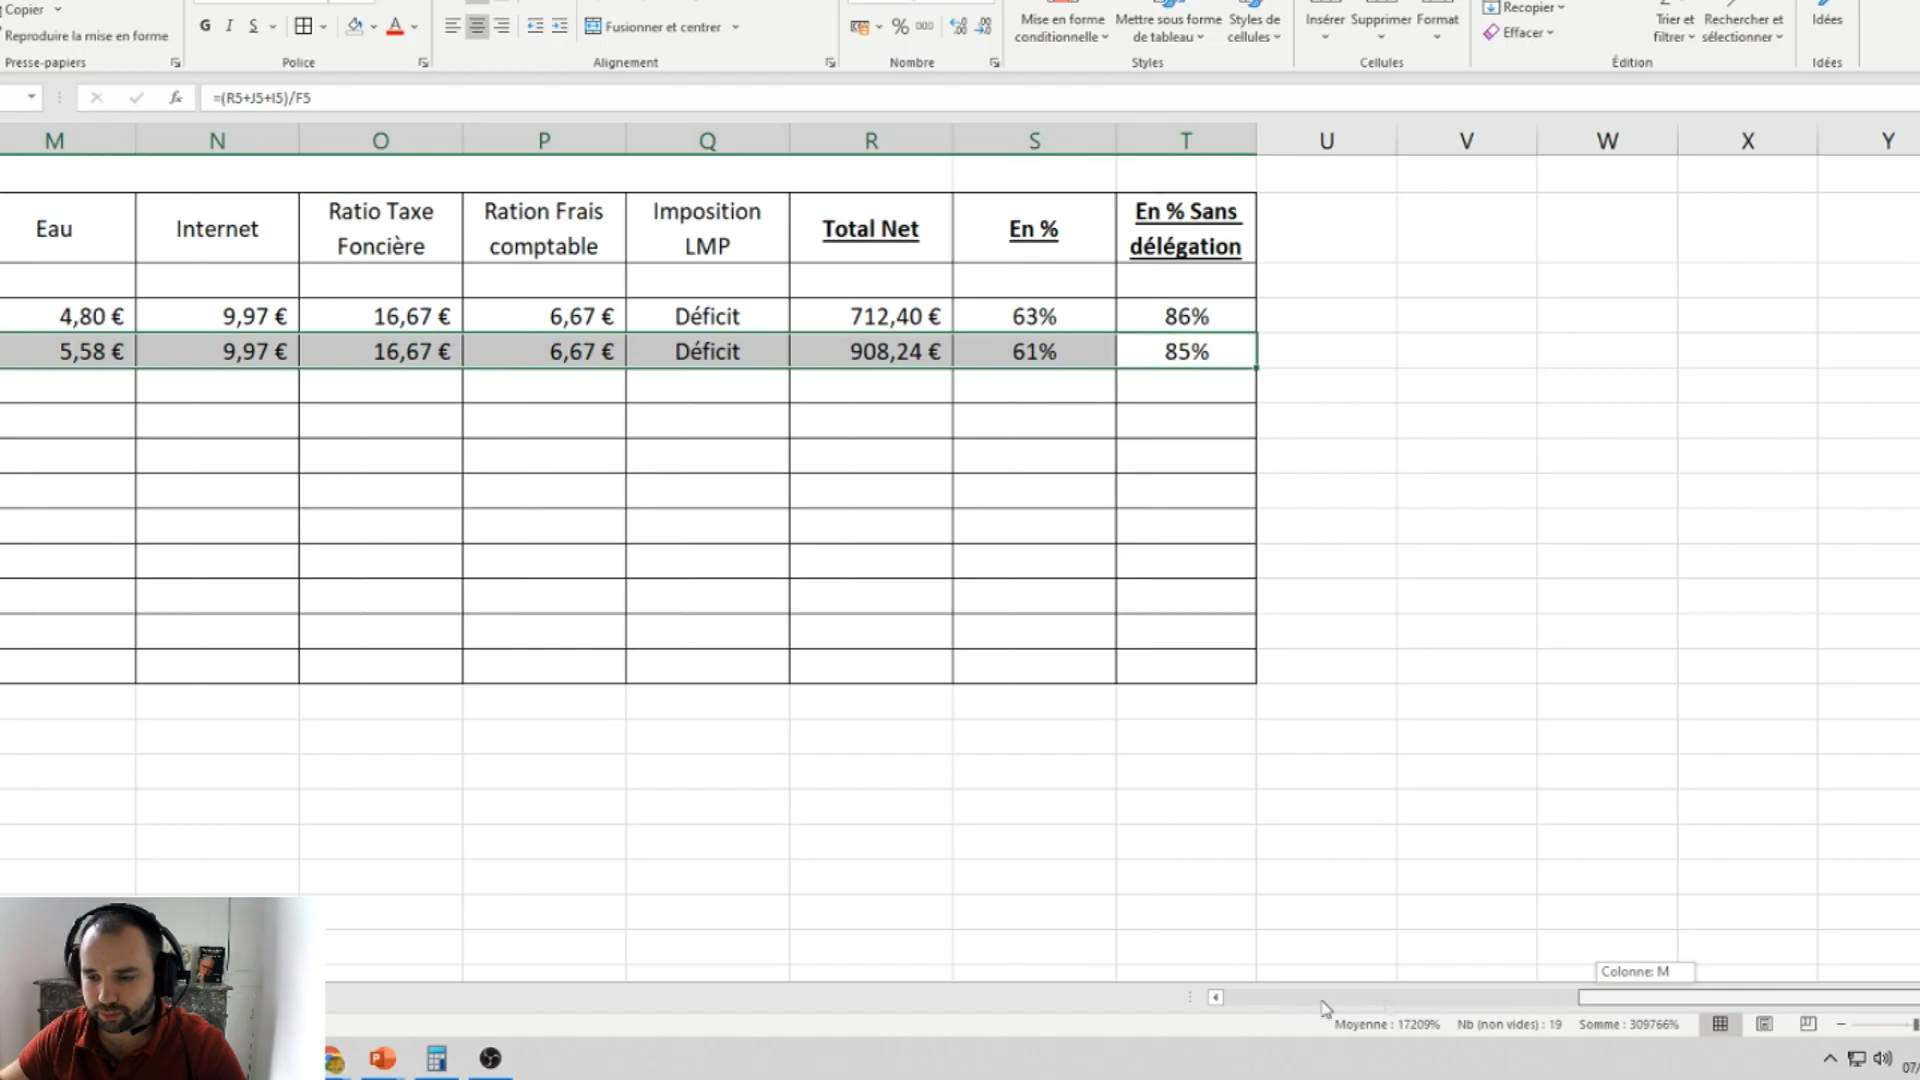 Copier
Reproduire la mise en forme
Presse-papiers
G I S
Police
Fusionner et centrer
Alignement
% 000
Nombre
Mise en forme
conditionnelle
Mettre sous forme
de tableau
Styles de
cellules
Styles
Insérer
Supprimer
Format
Cellules
Recopier
Effacer
Trier et
filtrer
Rechercher et
sélectionner
Édition
Idées
Idées
fx
=(R5+J5+I5)/F5
M N O P Q R S T U V W X Y
Eau
Internet
Ratio Taxe
Foncière
Ration Frais
comptable
Imposition
LMP
Total Net
En %
En % Sans
délégation
4,80 € 9,97 € 16,67 € 6,67 € Déficit 712,40 € 63% 86%
5,58 € 9,97 € 16,67 € 6,67 € Déficit 908,24 € 61% 85%
Colonne: M
Moyenne : 17209% Nb (non vides) : 19 Somme : 309766%
07/